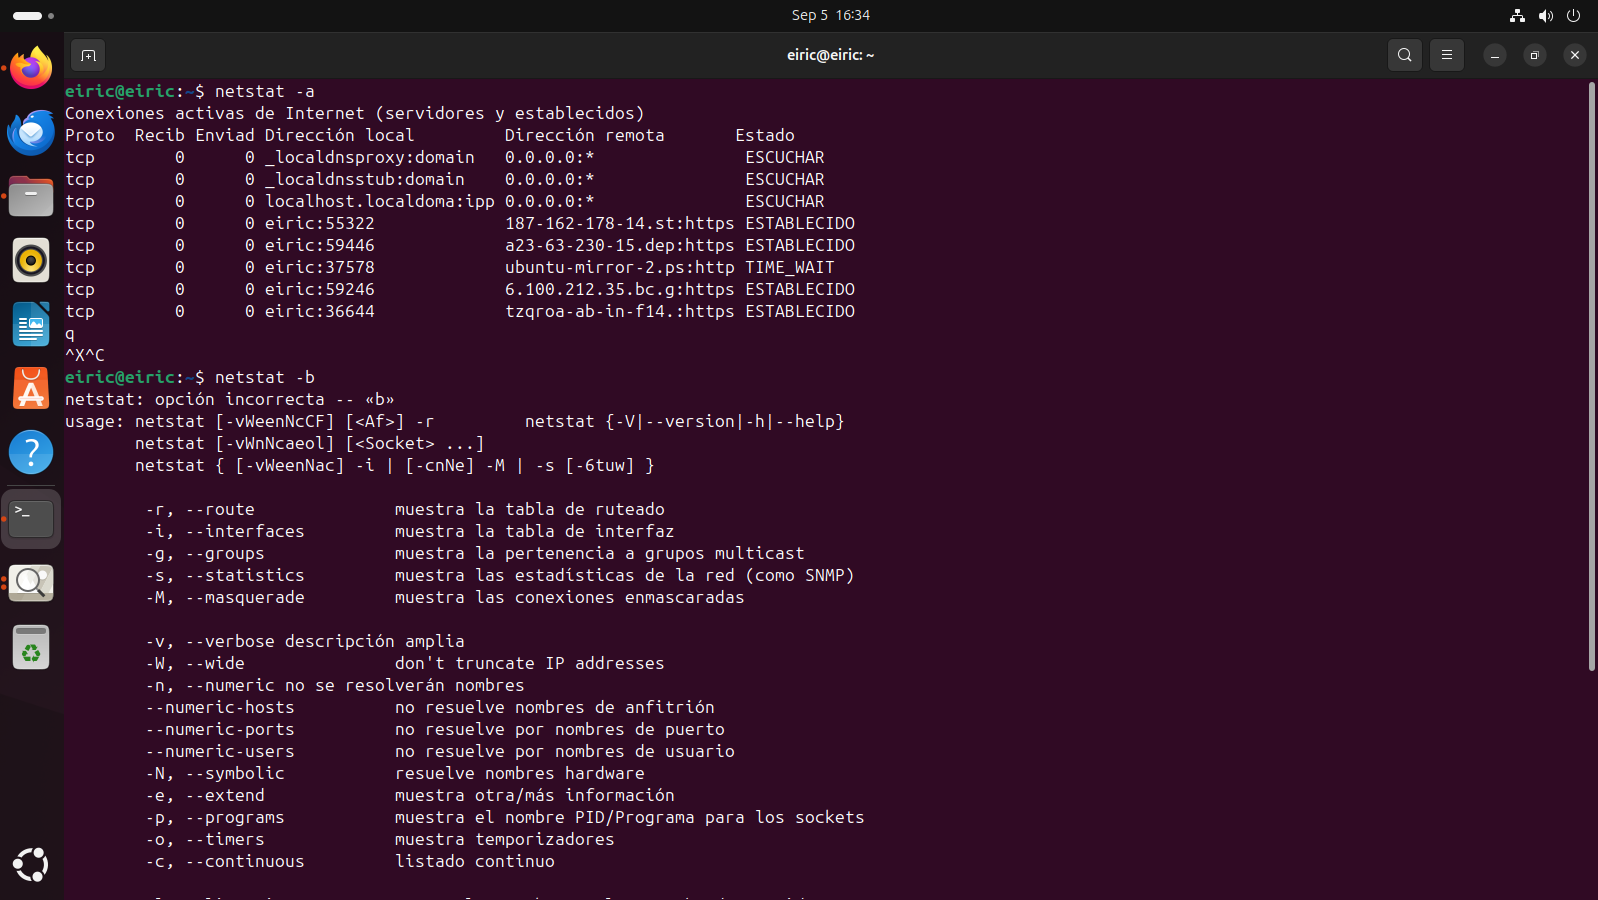 Sep 5 16:34
eiric@eiric: ~
eiric@eiric:~$ netstat -a
Conexiones activas de Internet (servidores y establecidos)
Proto  Recib Enviad Dirección local         Dirección remota       Estado
tcp      0      0 _localdnsproxy:domain   0.0.0.0:*               ESCUCHAR
tcp      0      0 _localdnsstub:domain    0.0.0.0:*               ESCUCHAR
tcp      0      0 localhost.localdoma:ipp 0.0.0.0:*               ESCUCHAR
tcp      0      0 eiric:55322             187-162-178-14.st:https ESTABLECIDO
tcp      0      0 eiric:59446             a23-63-230-15.dep:https ESTABLECIDO
tcp      0      0 eiric:37578             ubuntu-mirror-2.ps:http TIME_WAIT
tcp      0      0 eiric:59246             6.100.212.35.bc.g:https ESTABLECIDO
tcp      0      0 eiric:36644             tzqroa-ab-in-f14.:https ESTABLECIDO
q
^X^C
eiric@eiric:~$ netstat -b
netstat: opción incorrecta -- «b»
usage: netstat [-vWeenNcCF] [<Af>] -r         netstat {-V|--version|-h|--help}
       netstat [-vWnNcaeol] [<Socket> ...]
       netstat { [-vWeenNac] -i | [-cnNe] -M | -s [-6tuw] }
        -r, --route              muestra la tabla de ruteado
        -i, --interfaces         muestra la tabla de interfaz
        -g, --groups             muestra la pertenencia a grupos multicast
        -s, --statistics         muestra las estadísticas de la red (como SNMP)
        -M, --masquerade         muestra las conexiones enmascaradas
        -v, --verbose descripción amplia
        -W, --wide               don't truncate IP addresses
        -n, --numeric no se resolverán nombres
        --numeric-hosts          no resuelve nombres de anfitrión
        --numeric-ports          no resuelve por nombres de puerto
        --numeric-users          no resuelve por nombres de usuario
        -N, --symbolic           resuelve nombres hardware
        -e, --extend             muestra otra/más información
        -p, --programs           muestra el nombre PID/Programa para los sockets
        -o, --timers             muestra temporizadores
        -c, --continuous         listado continuo